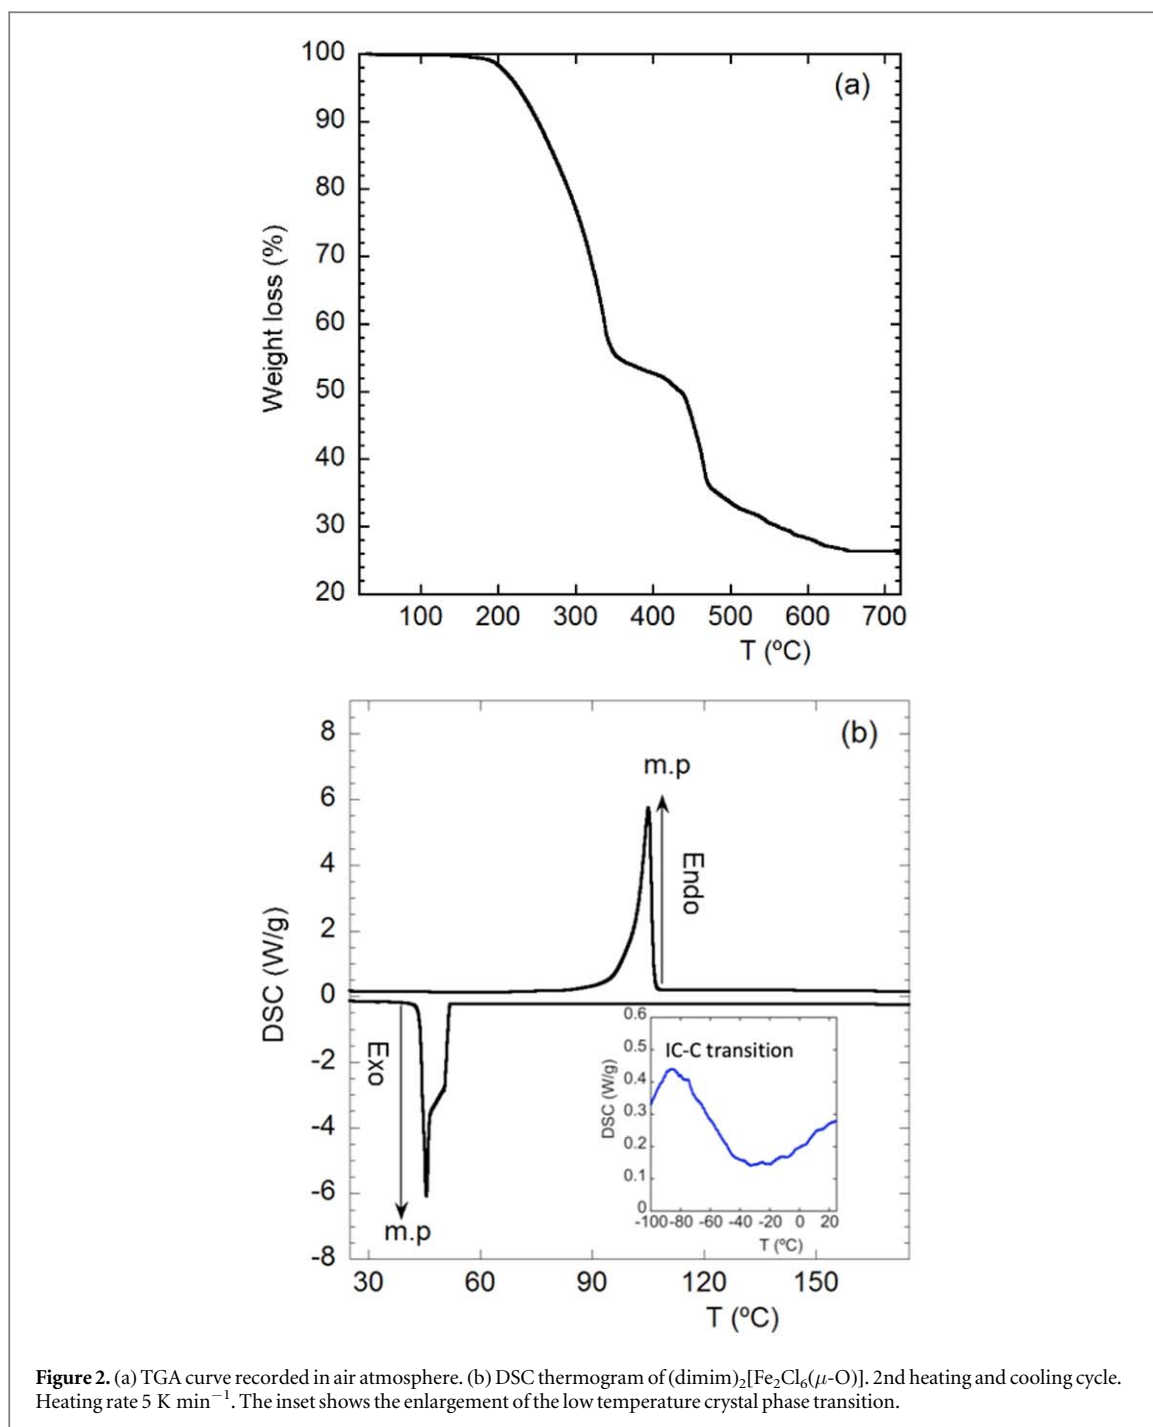 (a)
100
90
80
70
60
50
40
30
20
Weight loss (%)
100 200 300 400 500 600 700
T (ºC)
(b)
8
6
4
2
0
-2
-4
-6
-8
DSC (W/g)
m.p
Endo
Exo
m.p
30 60 90 120 150
T (ºC)
IC-C transition
0.6
0.5
0.4
0.3
0.2
0.1
0
DSC (W/g)
-100 -80 -60 -40 -20 0 20
T (ºC)
Figure 2. (a) TGA curve recorded in air atmosphere. (b) DSC thermogram of (dimim)₂[Fe₂Cl₆(μ-O)]. 2nd heating and cooling cycle.
Heating rate 5 K min⁻¹. The inset shows the enlargement of the low temperature crystal phase transition.